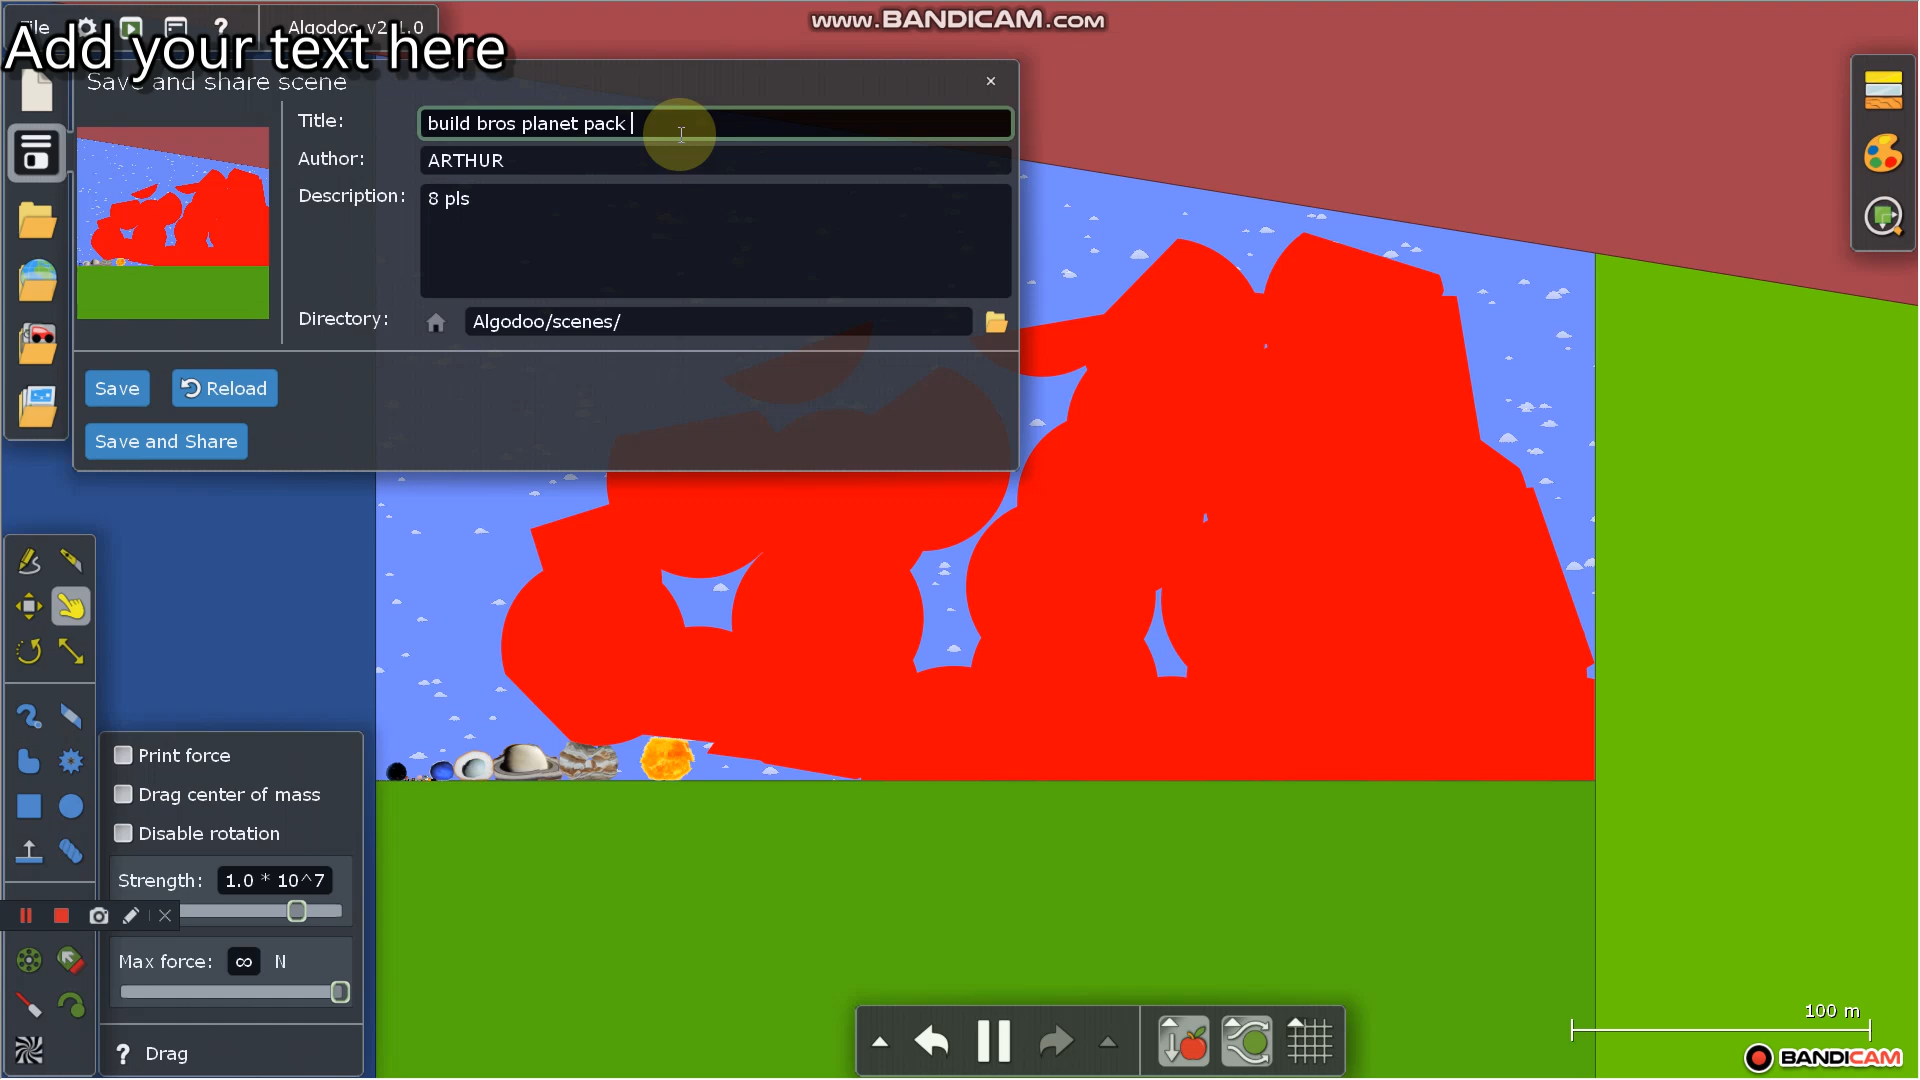 www.BANDICAM.com
File
Algodoo v2.1.0
Add your text here
Save and share scene
Title:
build bros planet pack
Author:
ARTHUR
Description:
8 pls
Directory:
Algodoo/scenes/
Save
Reload
Save and Share
Print force
Drag center of mass
Disable rotation
Strength:
1.0 * 10^7
Max force:
∞
N
? Drag
100 m
BANDICAM